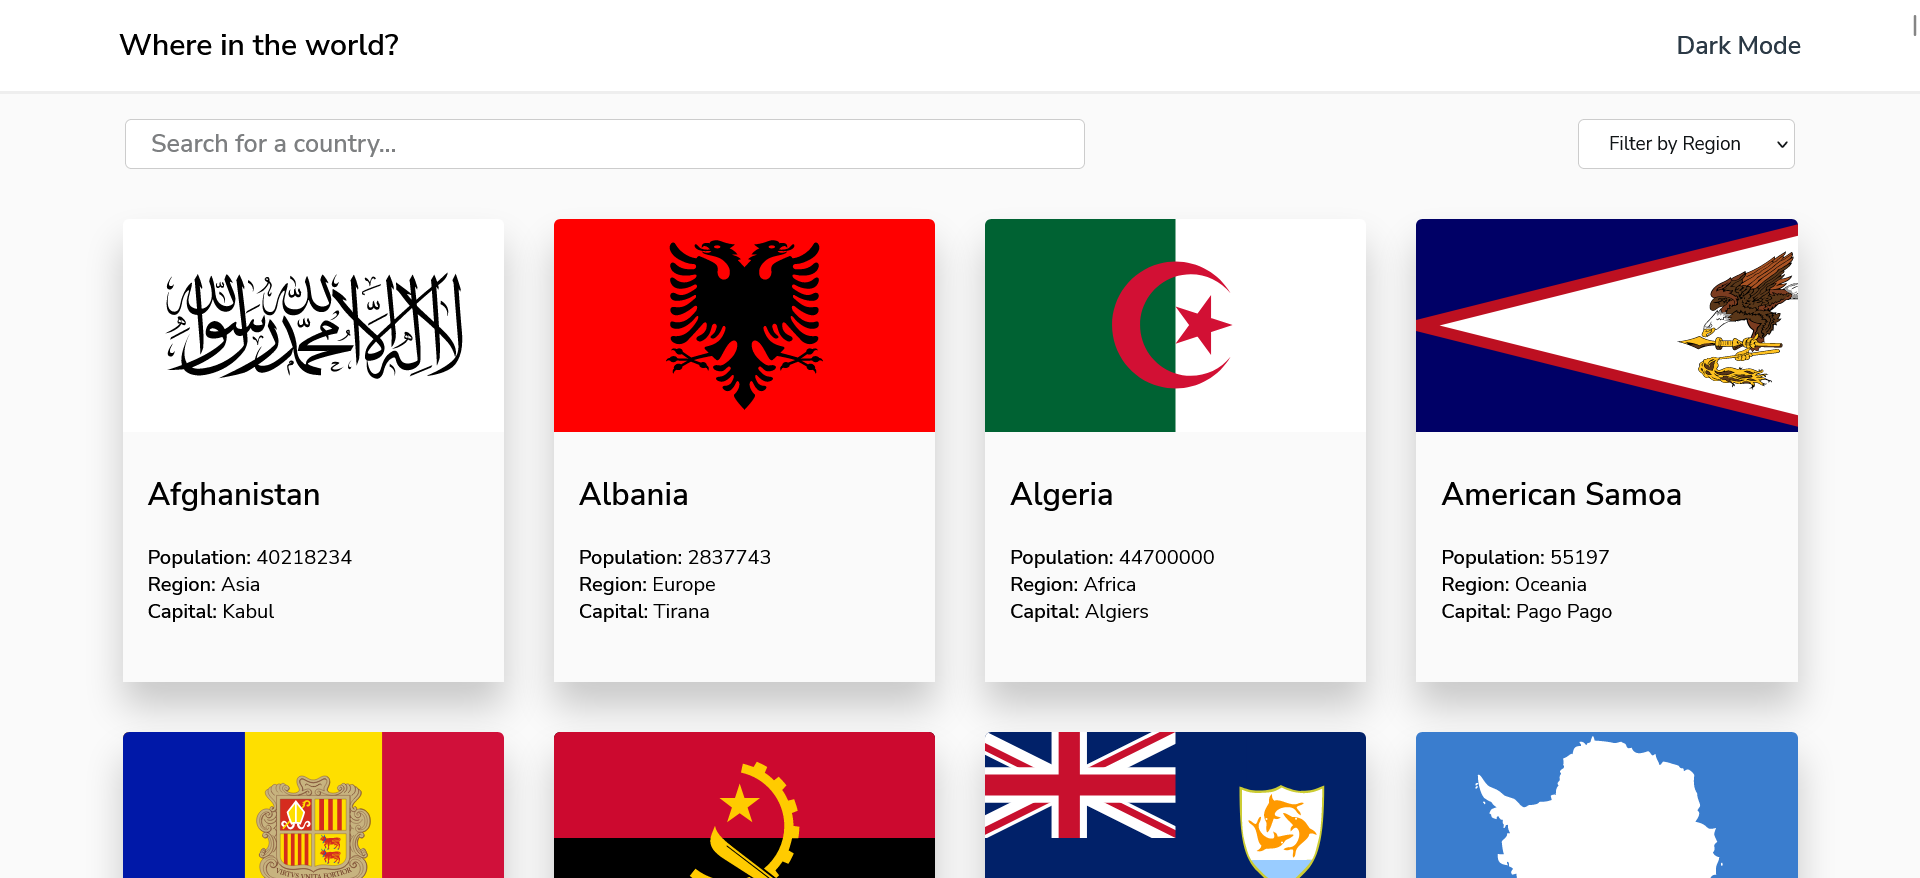 Where in the world?
Dark Mode
Search for a country...
Filter by Region
لا إله إلا الله محمد رسول الله
Afghanistan
Population: 40218234
Region: Asia
Capital: Kabul
Albania
Population: 2837743
Region: Europe
Capital: Tirana
Algeria
Population: 44700000
Region: Africa
Capital: Algiers
American Samoa
Population: 55197
Region: Oceania
Capital: Pago Pago
VIRTVS VNITA FORTIOR